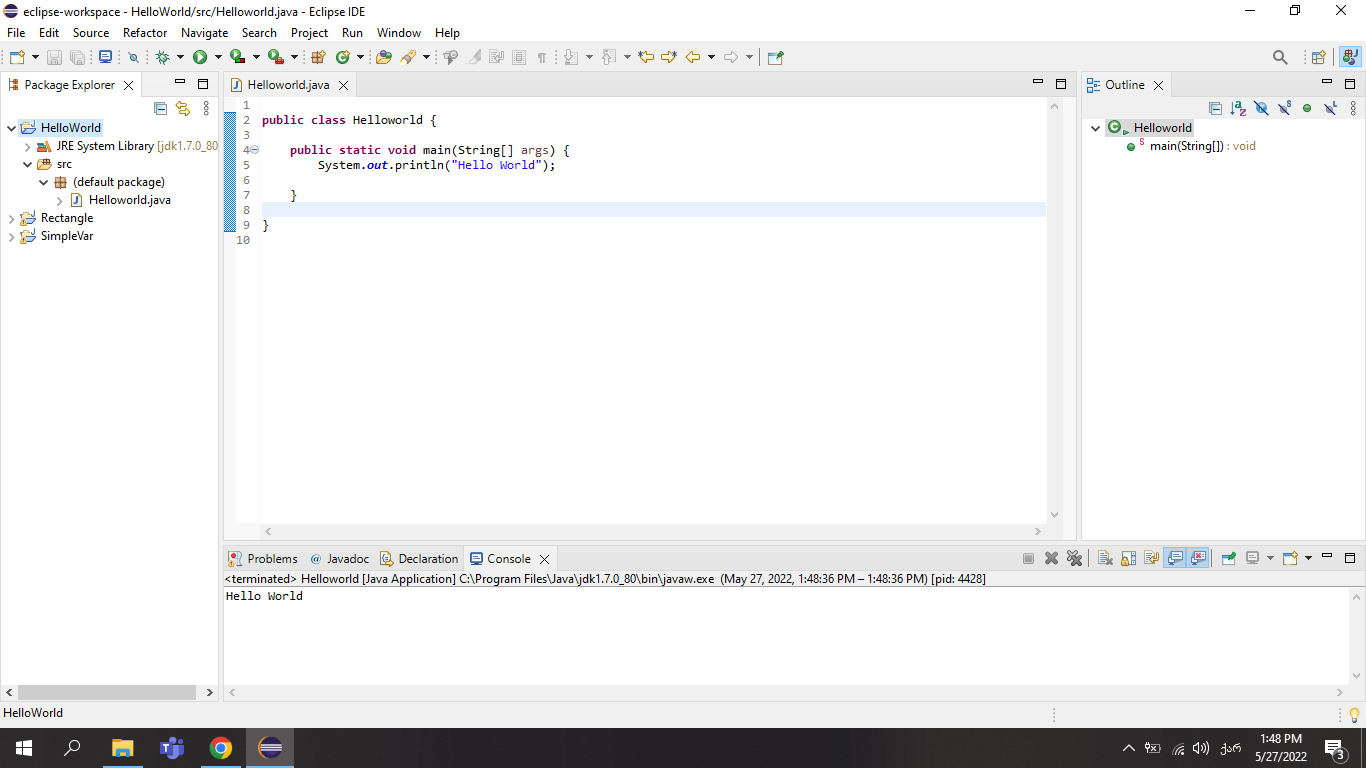 eclipse-workspace - HelloWorld/src/Helloworld.java - Eclipse IDE
File Edit Source Refactor Navigate Search Project Run Window Help
Package Explorer
HelloWorld
JRE System Library [jdk1.7.0_80
src
(default package)
Helloworld.java
Rectangle
SimpleVar
Helloworld.java
1
2 public class Helloworld {
3
4 public static void main(String[] args) {
5 System.out.println("Hello World");
6
7 }
8
9 }
10
Outline
Helloworld
main(String[]) : void
Problems Javadoc Declaration Console
<terminated> Helloworld [Java Application] C:\Program Files\Java\jdk1.7.0_80\bin\javaw.exe (May 27, 2022, 1:48:36 PM – 1:48:36 PM) [pid: 4428]
Hello World
HelloWorld
ქარ
1:48 PM
5/27/2022
3